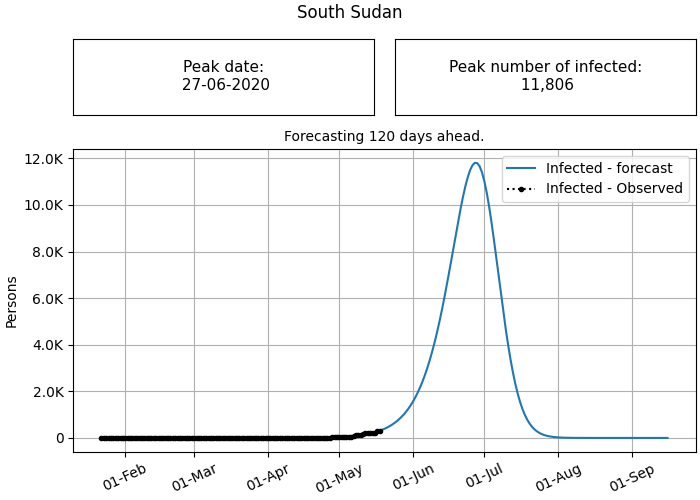 South Sudan
Peak date:
27-06-2020
Peak number of infected:
11,806
Forecasting 120 days ahead.
Infected - forecast
Infected - Observed
Persons
12.0K
10.0K
8.0K
6.0K
4.0K
2.0K
0
01-Feb
01-Mar
01-Apr
01-May
01-Jun
01-Jul
01-Aug
01-Sep